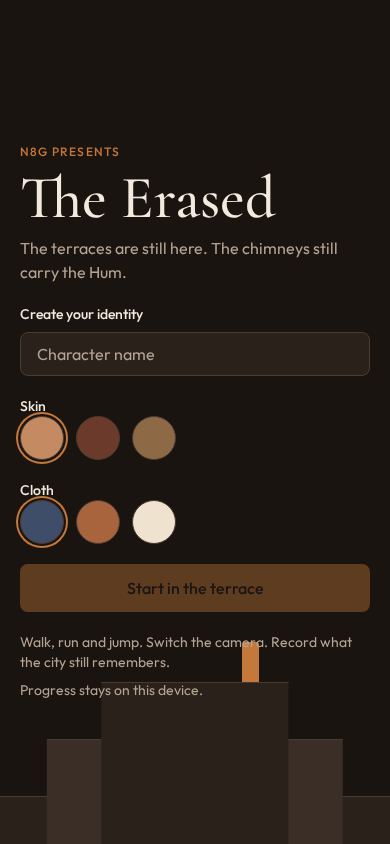 N8G PRESENTS
The Erased
The terraces are still here. The chimneys still
carry the Hum.
Create your identity
Character name
Skin
Cloth
Start in the terrace
Walk, run and jump. Switch the camera. Record what
the city still remembers.
Progress stays on this device.